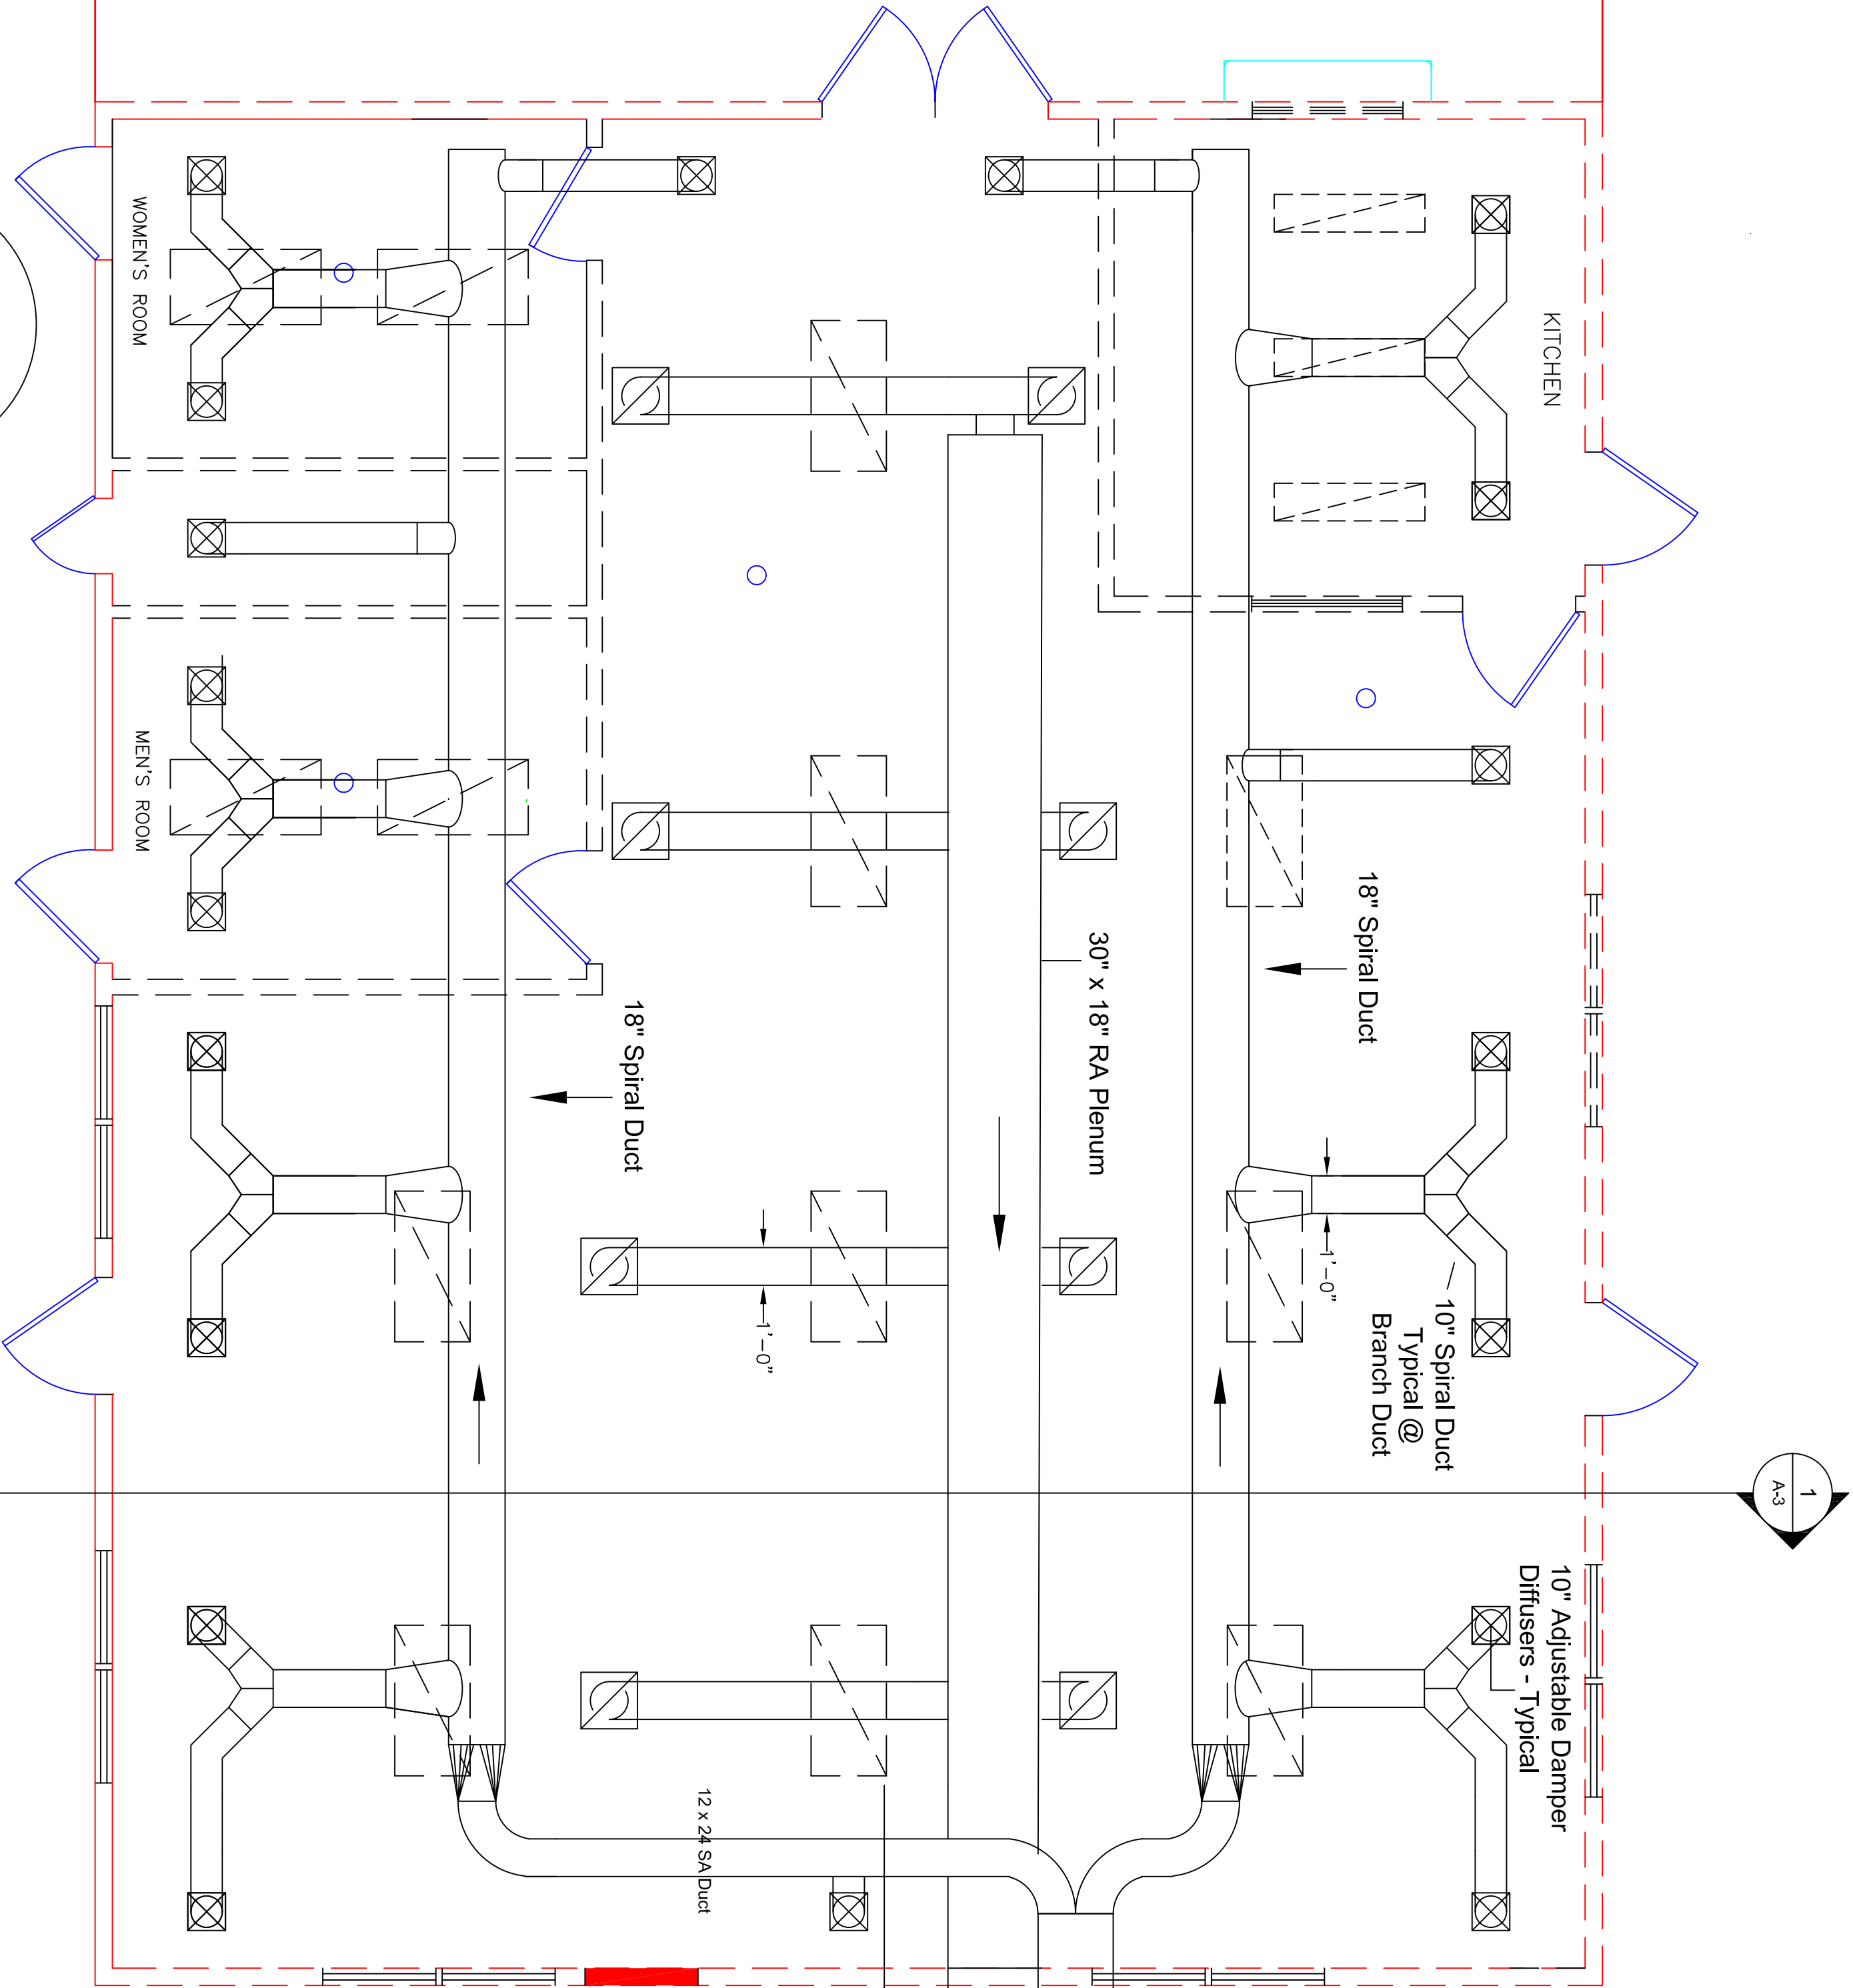 KITCHEN
WOMEN'S ROOM
MEN'S ROOM
18" Spiral Duct
30" x 18" RA Plenum
18" Spiral Duct
1'-0"
1'-0"
10" Spiral Duct
Typical @
Branch Duct
1
A-3
10" Adjustable Damper
Diffusers - Typical
12 x 24 SA Duct